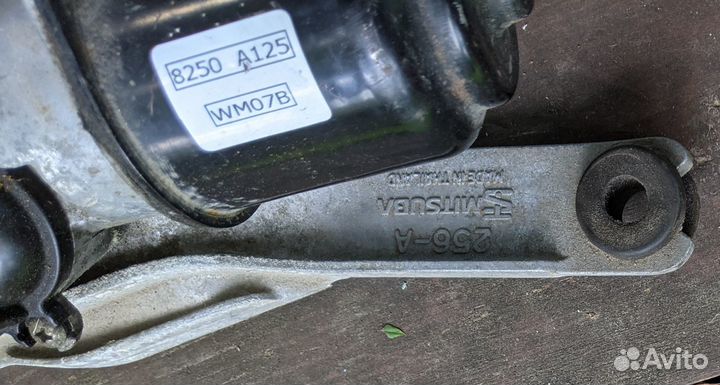 8250 A125
WM07B
MADE IN THAILAND
MITSUBA
256-A
Avito